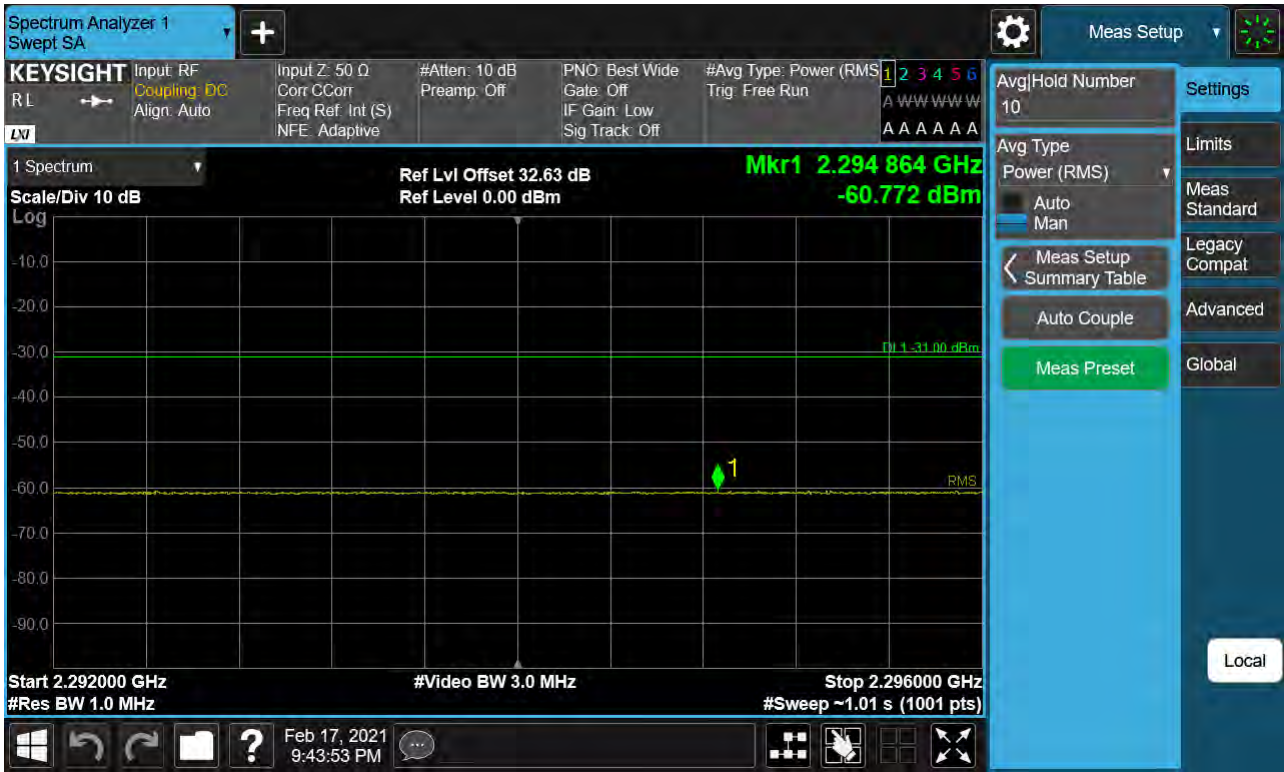 Spectrum Analyzer 1
Swept SA
+
Meas Setup
KEYSIGHT
RL
LXI
Input: RF
Coupling: DC
Align: Auto
Input Z: 50 Ω
Corr CCorr
Freq Ref: Int (S)
NFE: Adaptive
#Atten: 10 dB
Preamp: Off
PNO: Best Wide
Gate: Off
IF Gain: Low
Sig Track: Off
#Avg Type: Power (RMS
Trig: Free Run
1 2 3 4 5 6
A W W W W W
A A A A A A
1 Spectrum
Scale/Div 10 dB
Log
Ref Lvl Offset 32.63 dB
Ref Level 0.00 dBm
Mkr1 2.294 864 GHz
-60.772 dBm
-10.0
-20.0
-30.0
DL1 -31.00 dBm
-40.0
-50.0
1
-60.0
RMS
-70.0
-80.0
-90.0
Start 2.292000 GHz
#Res BW 1.0 MHz
#Video BW 3.0 MHz
Stop 2.296000 GHz
#Sweep ~1.01 s (1001 pts)
Avg|Hold Number
10
Avg Type
Power (RMS)
Auto
Man
Meas Setup
Summary Table
Auto Couple
Meas Preset
Settings
Limits
Meas
Standard
Legacy
Compat
Advanced
Global
Local
?
Feb 17, 2021
9:43:53 PM